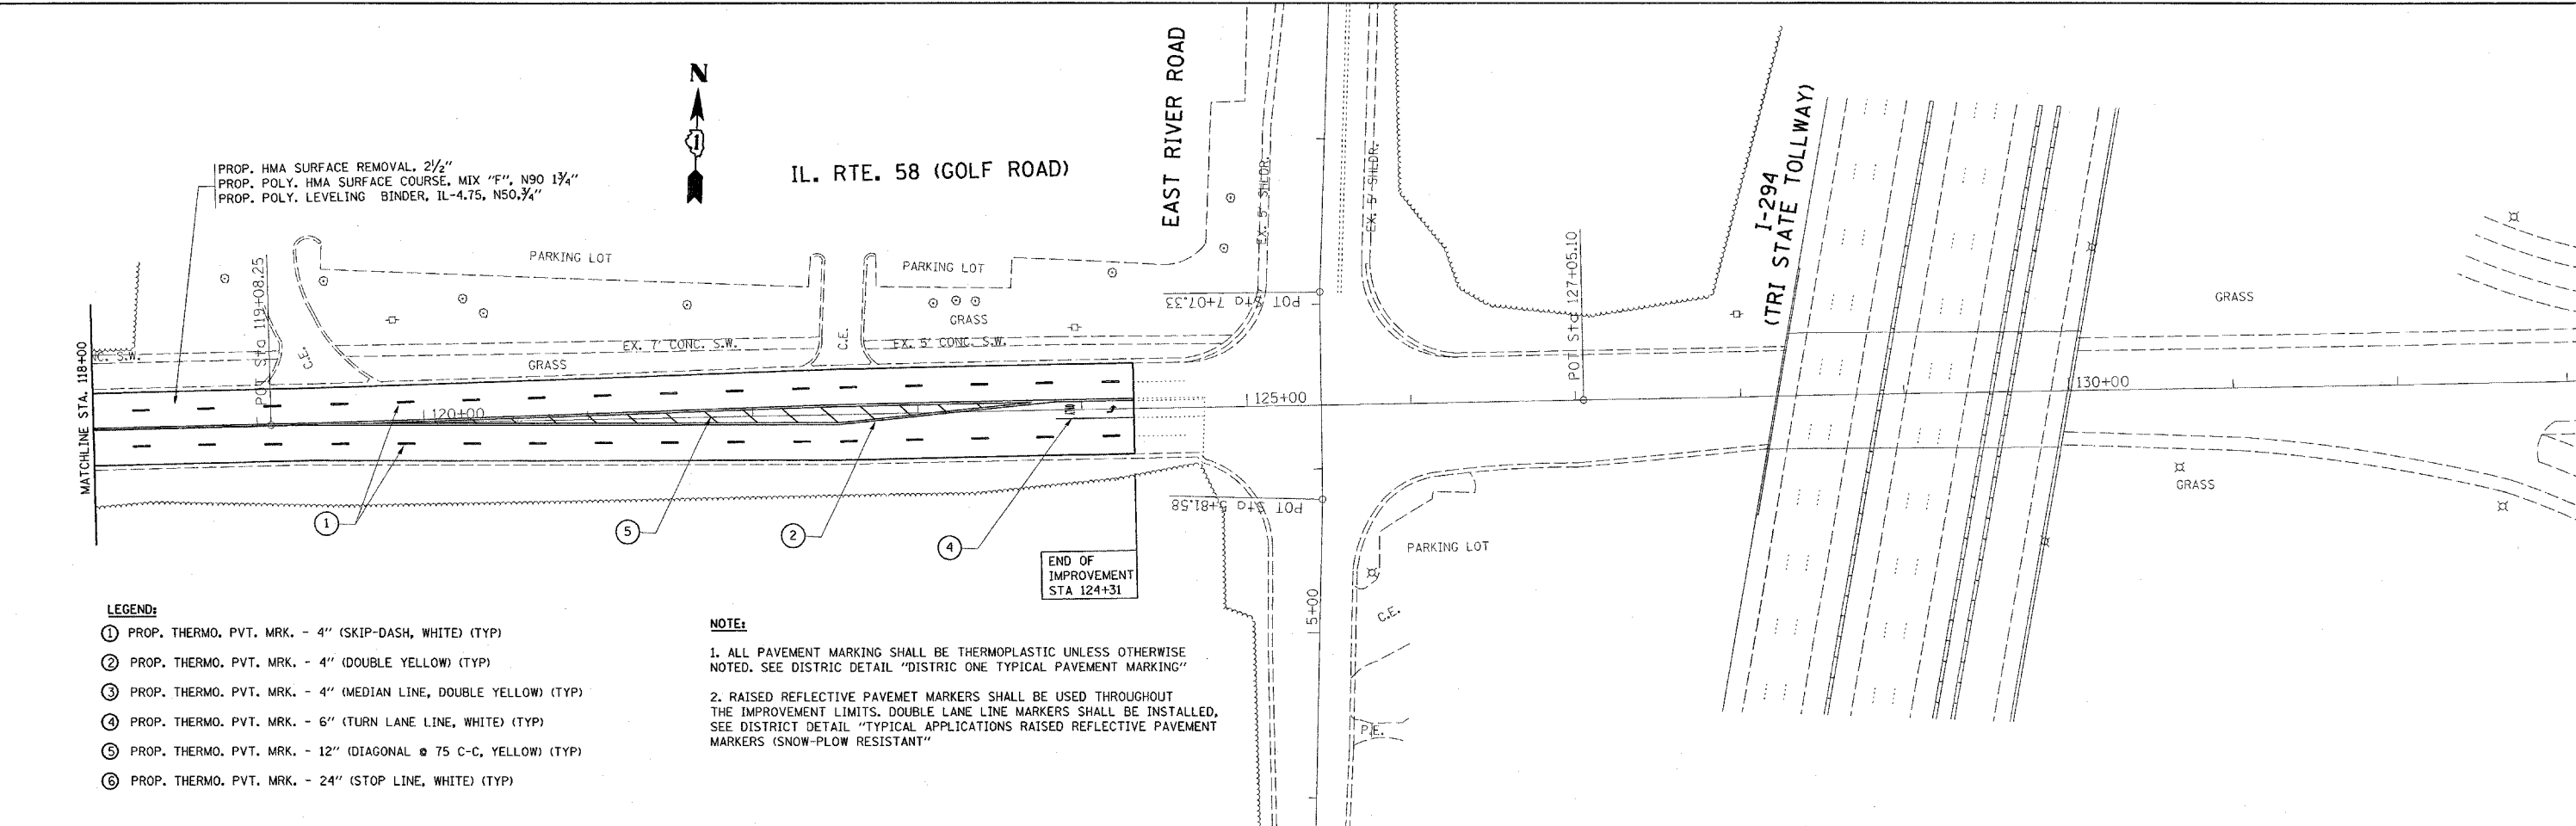 N
1
IL. RTE. 58 (GOLF ROAD)
EAST RIVER ROAD
I-294
(TRI STATE TOLLWAY)
PROP. HMA SURFACE REMOVAL, 2½"
PROP. POLY. HMA SURFACE COURSE, MIX "F", N90 1¾"
PROP. POLY. LEVELING BINDER, IL-4.75, N50,¾"
PARKING LOT
PARKING LOT
EX. 5' SHLDR.
EX. 5' SHLDR.
POT Sta 119+08.25
POT Sta 7+07.33
POT Sta 127+05.10
GRASS
GRASS
C.E.
C.E.
EX. 7' CONC. S.W.
EX. 5' CONC. S.W.
C. S.W.
GRASS
MATCHLINE STA. 118+00
120+00
125+00
130+00
POT Sta 5+81.58
GRASS
1
5
2
4
PARKING LOT
END OF
IMPROVEMENT
STA 124+31
5+00
C.E.
P.E.
LEGEND:
1 PROP. THERMO. PVT. MRK. - 4" (SKIP-DASH, WHITE) (TYP)
2 PROP. THERMO. PVT. MRK. - 4" (DOUBLE YELLOW) (TYP)
3 PROP. THERMO. PVT. MRK. - 4" (MEDIAN LINE, DOUBLE YELLOW) (TYP)
4 PROP. THERMO. PVT. MRK. - 6" (TURN LANE LINE, WHITE) (TYP)
5 PROP. THERMO. PVT. MRK. - 12" (DIAGONAL @ 75 C-C, YELLOW) (TYP)
6 PROP. THERMO. PVT. MRK. - 24" (STOP LINE, WHITE) (TYP)
NOTE:
1. ALL PAVEMENT MARKING SHALL BE THERMOPLASTIC UNLESS OTHERWISE
NOTED. SEE DISTRIC DETAIL "DISTRIC ONE TYPICAL PAVEMENT MARKING"
2. RAISED REFLECTIVE PAVEMET MARKERS SHALL BE USED THROUGHOUT
THE IMPROVEMENT LIMITS. DOUBLE LANE LINE MARKERS SHALL BE INSTALLED,
SEE DISTRICT DETAIL "TYPICAL APPLICATIONS RAISED REFLECTIVE PAVEMENT
MARKERS (SNOW-PLOW RESISTANT"